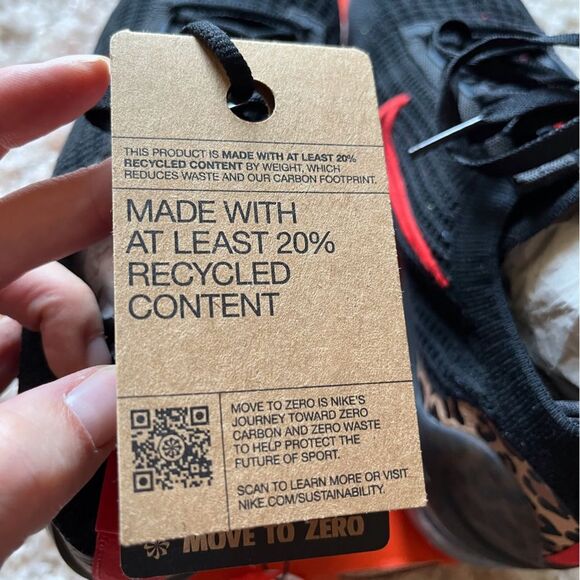 THIS PRODUCT IS MADE WITH AT LEAST 20%
RECYCLED CONTENT BY WEIGHT, WHICH
REDUCES WASTE AND OUR CARBON FOOTPRINT.
MADE WITH
AT LEAST 20%
RECYCLED
CONTENT
MOVE TO ZERO IS NIKE'S
JOURNEY TOWARD ZERO
CARBON AND ZERO WASTE
TO HELP PROTECT THE
FUTURE OF SPORT.
SCAN TO LEARN MORE OR VISIT
NIKE.COM/SUSTAINABILITY.
MOVE TO ZERO